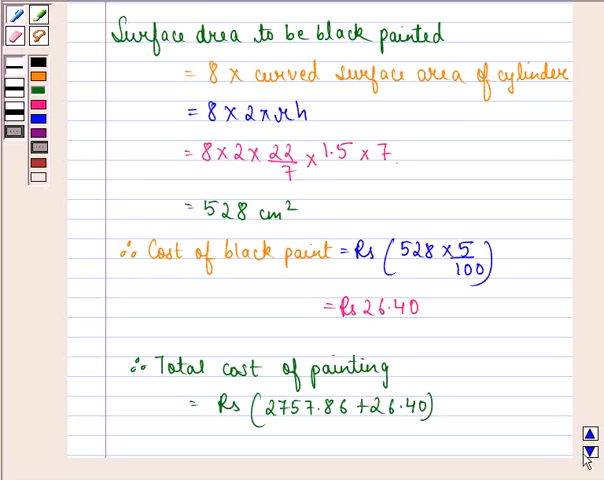 Surface area to be black painted
= 8 × curved surface area of cylinder
= 8 × 2πrh
= 8 × 2 × 22/7 × 1.5 × 7
= 528 cm²
∴ Cost of black paint = Rs (528 × 5/100)
= Rs 26.40
∴ Total cost of painting
= Rs (2757.86 + 26.40)